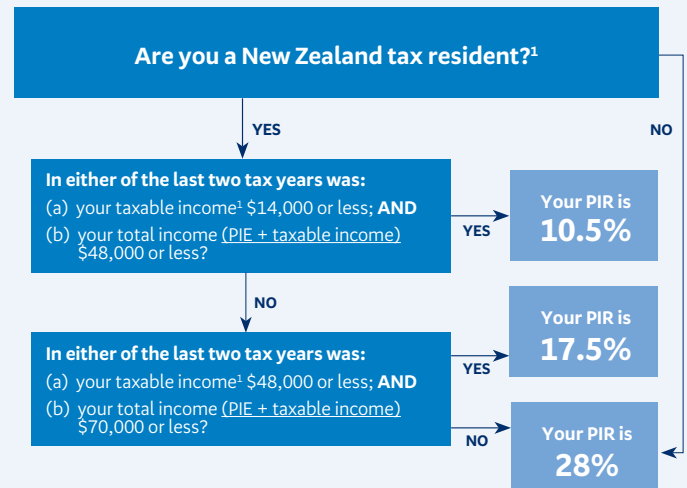 Are you a New Zealand tax resident?¹
YES
NO
In either of the last two tax years was:
(a) your taxable income¹ $14,000 or less; AND
(b) your total income (PIE + taxable income)
$48,000 or less?
YES
Your PIR is
10.5%
NO
In either of the last two tax years was:
(a) your taxable income¹ $48,000 or less; AND
(b) your total income (PIE + taxable income)
$70,000 or less?
YES
Your PIR is
17.5%
NO
Your PIR is
28%